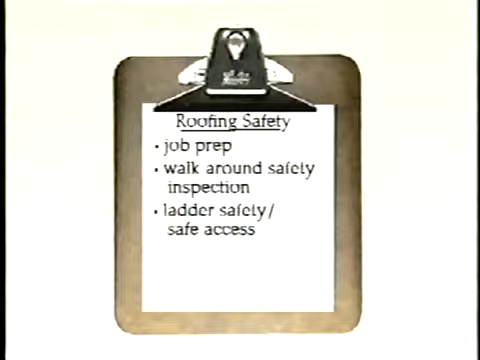 Roofing Safety
• job prep
• walk around safety
inspection
• ladder safety/
safe access